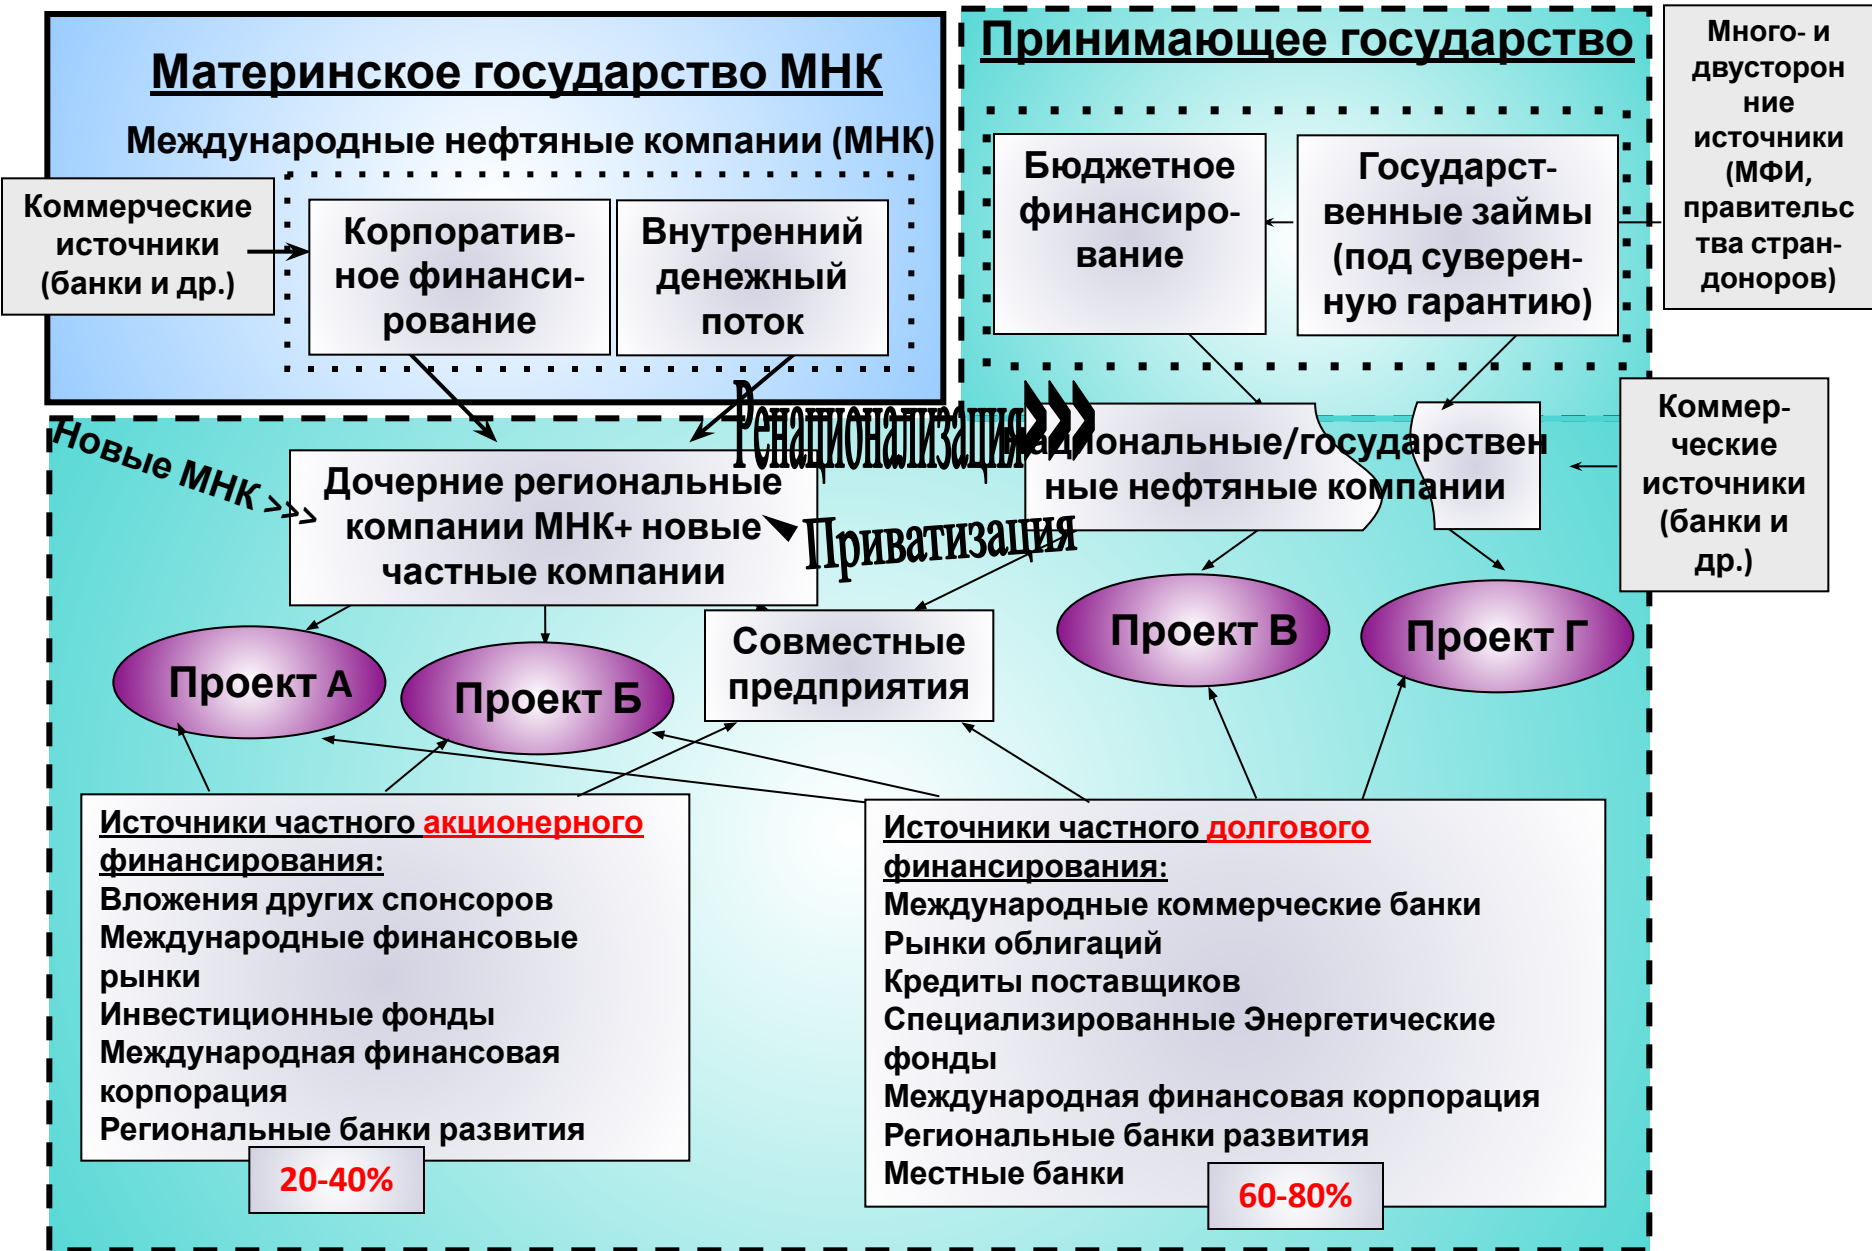 Материнское государство МНК
Международные нефтяные компании (МНК)
Коммерческие
источники
(банки и др.)
Корпоратив-
ное финанси-
рование
Внутренний
денежный
поток
Принимающее государство
Бюджетное
финансиро-
вание
Государст-
венные займы
(под суверен-
ную гарантию)
Много- и
двусторон
ние
источники
(МФИ,
правительс
тва стран-
доноров)
Новые МНК >>>
Дочерние региональные
компании МНК+ новые
частные компании
Ренационализация
Приватизация
Национальные/государствен
ные нефтяные компании
Коммер-
ческие
источники
(банки и
др.)
Проект А
Проект Б
Совместные
предприятия
Проект В
Проект Г
Источники частного акционерного
финансирования:
Вложения других спонсоров
Международные финансовые
рынки
Инвестиционные фонды
Международная финансовая
корпорация
Региональные банки развития
20-40%
Источники частного долгового
финансирования:
Международные коммерческие банки
Рынки облигаций
Кредиты поставщиков
Специализированные Энергетические
фонды
Международная финансовая корпорация
Региональные банки развития
Местные банки
60-80%